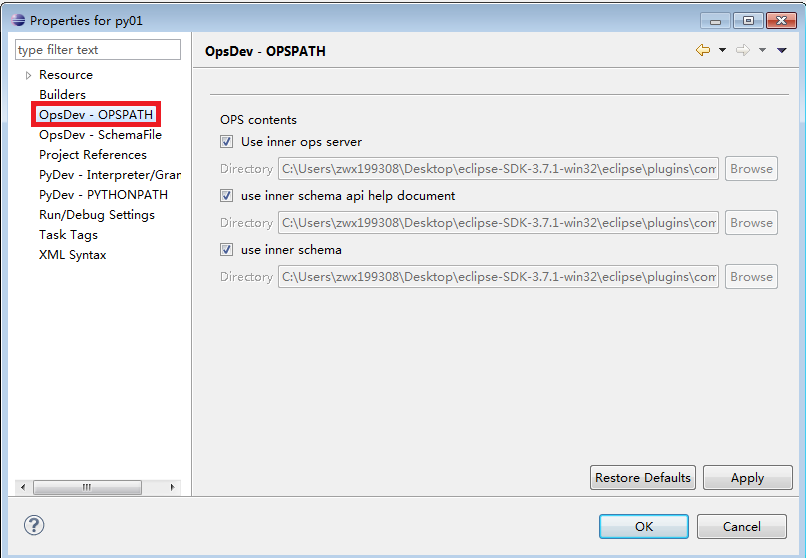 Properties for py01
type filter text
Resource
Builders
OpsDev - OPSPATH
OpsDev - SchemaFile
Project References
PyDev - Interpreter/Gran
PyDev - PYTHONPATH
Run/Debug Settings
Task Tags
XML Syntax
OpsDev - OPSPATH
OPS contents
Use inner ops server
Directory C:\Users\zwx199308\Desktop\eclipse-SDK-3.7.1-win32\eclipse\plugins\com Browse
use inner schema api help document
Directory C:\Users\zwx199308\Desktop\eclipse-SDK-3.7.1-win32\eclipse\plugins\com Browse
use inner schema
Directory C:\Users\zwx199308\Desktop\eclipse-SDK-3.7.1-win32\eclipse\plugins\com Browse
Restore Defaults Apply
OK Cancel